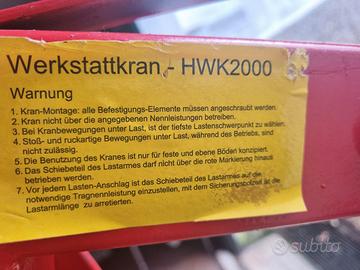 Werkstattkran - HWK2000
Warnung
1. Kran-Montage: alle Befestigungs-Elemente müssen angeschraubt werden.
2. Kran nicht über die angegebenen Nennleistungen betreiben.
3. Bei Kranbewegungen unter Last, ist der tiefste Lastenschwerpunkt zu wählen.
4. Stoß- und ruckartige Bewegungen unter Last, während des Betriebs, sind
nicht zulässig.
5. Die Benutzung des Kranes ist nur für feste und ebene Böden konzipiert.
6. Das Schiebeteil des Lastarmes darf nicht über die rote Markierung hinaus
betrieben werden.
7. Vor jedem Lasten-Anschlag ist das Schiebeteil des Lastarmes auf die
notwendige Tragnennleistung einzustellen, mit dem Sicherungsbolzen ist die
Lastarmlänge zu arretierten.
subito